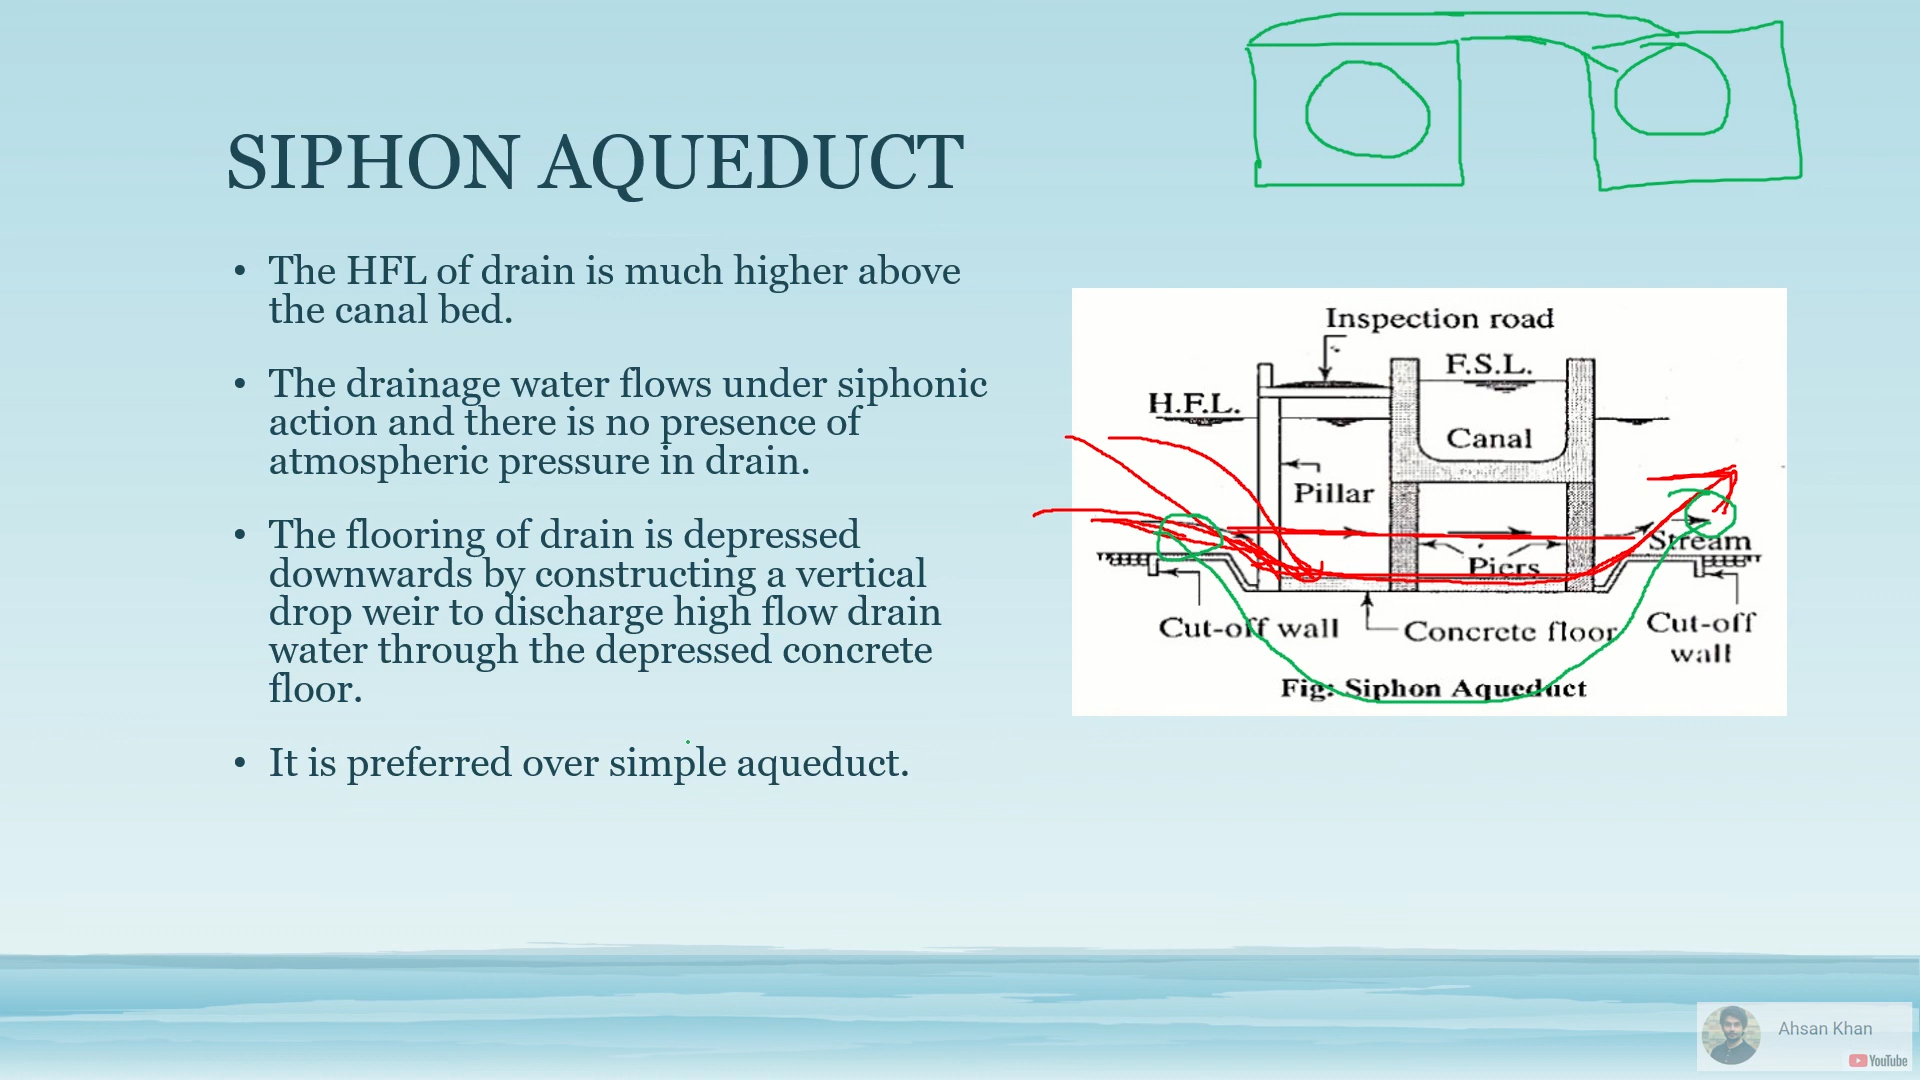 SIPHON AQUEDUCT
• The HFL of drain is much higher above
the canal bed.
• The drainage water flows under siphonic
action and there is no presence of
atmospheric pressure in drain.
• The flooring of drain is depressed
downwards by constructing a vertical
drop weir to discharge high flow drain
water through the depressed concrete
floor.
• It is preferred over simple aqueduct.
Inspection road
F.S.L.
H.F.L.
Canal
Pillar
Stream
Piers
Cut-off wall
Concrete floor
Cut-off
wall
Fig: Siphon Aqueduct
Ahsan Khan
YouTube